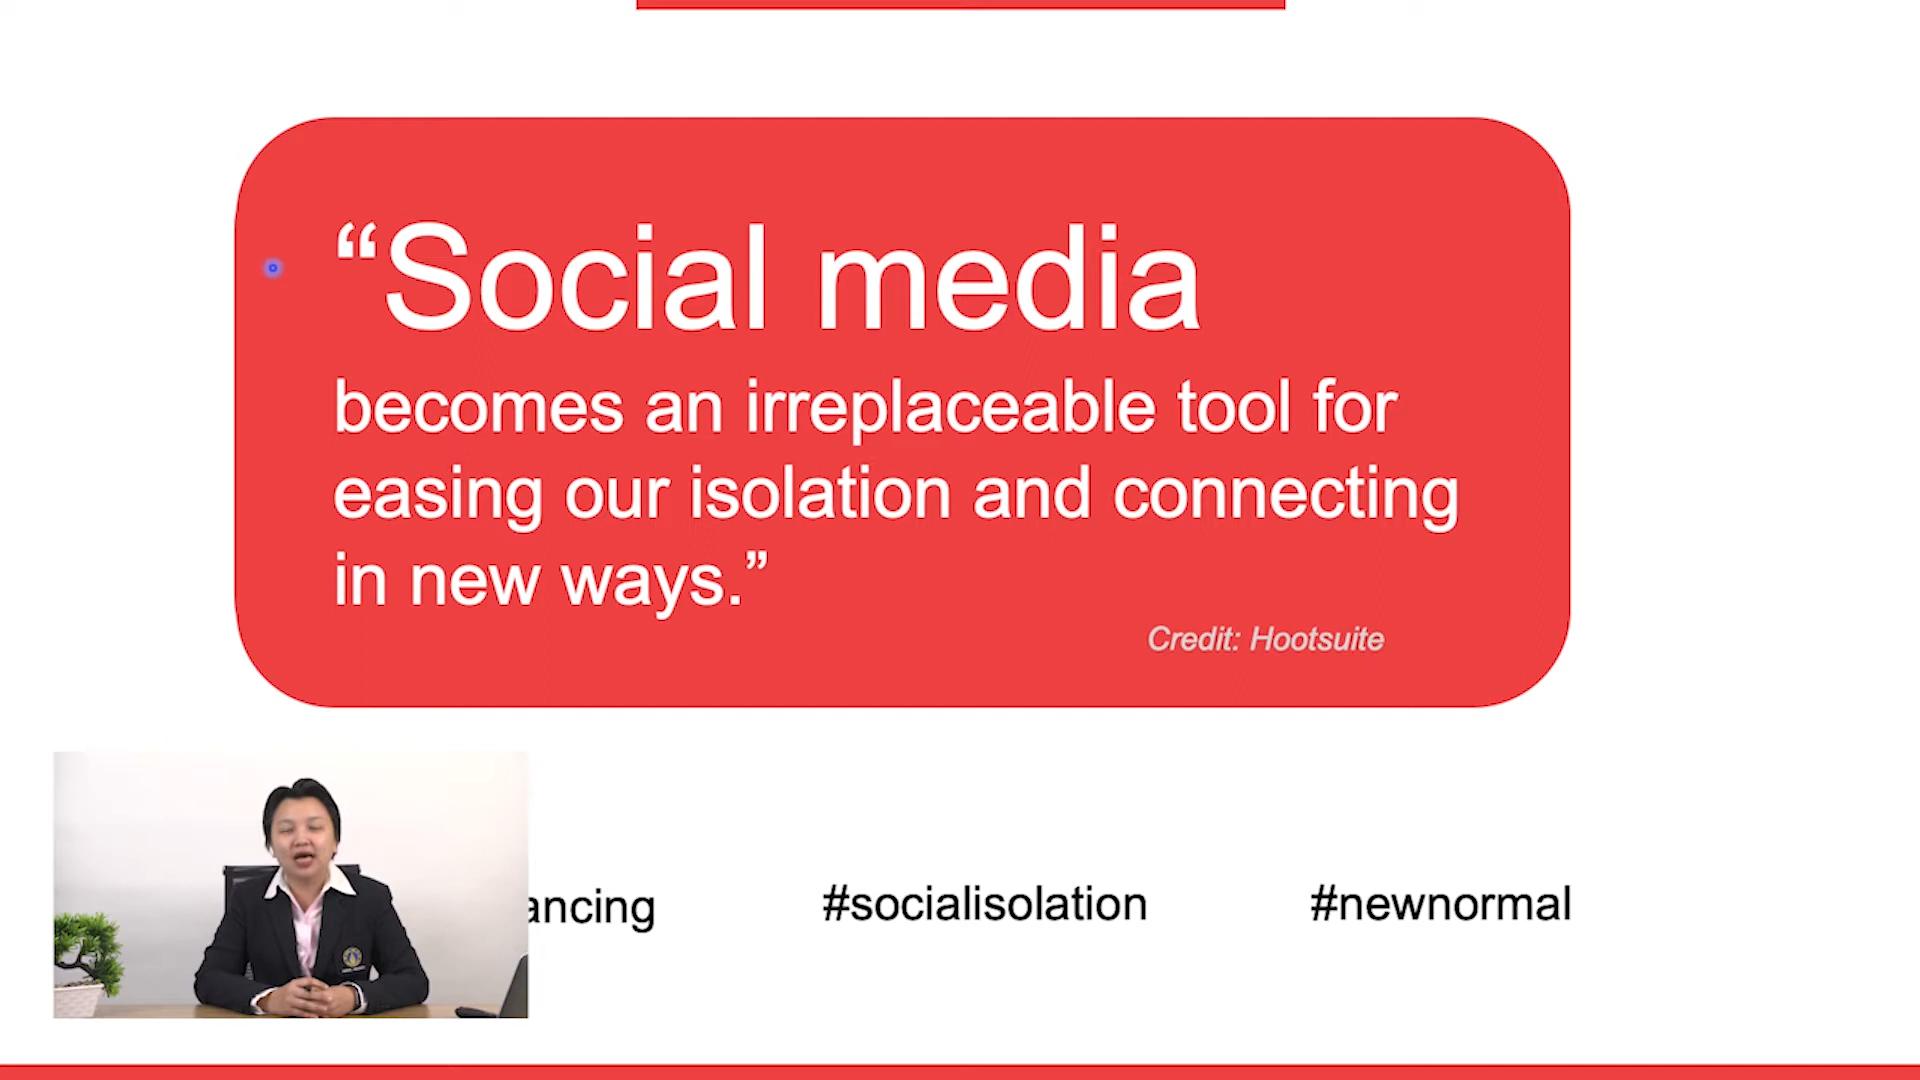 “Social media
becomes an irreplaceable tool for
easing our isolation and connecting
in new ways.”
Credit: Hootsuite
ancing
#socialisolation
#newnormal